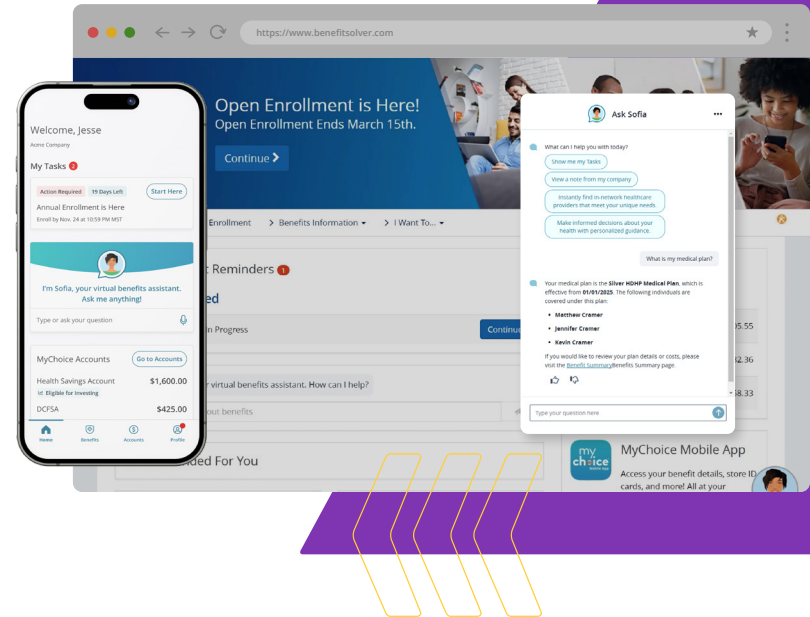 https://www.benefitsolver.com
Open Enrollment is Here!
Open Enrollment Ends March 15th.
Continue
Enrollment
Benefits Information
I Want To...
Reminders 1
ed
n Progress
Continue
virtual benefits assistant. How can I help?
out benefits
ded For You
5.55
2.36
8.33
MyChoice Mobile App
Access your benefit details, store ID
cards, and more! All at your
my
choice
MOBILE APP
Welcome, Jesse
Acme Company
My Tasks 2
Action Required
19 Days Left
Start Here
Annual Enrollment Is Here
Enroll by Nov. 24 at 10:59 PM MST
I'm Sofia, your virtual benefits assistant.
Ask me anything!
Type or ask your question
MyChoice Accounts
Go to Accounts
Health Savings Account
$1,600.00
Eligible for Investing
DCFSA
$425.00
Home
Benefits
Accounts
Profile
Ask Sofia
What can I help you with today?
Show me my Tasks
View a note from my company
Instantly find in-network healthcare
providers that meet your unique needs
Make informed decisions about your
health with personalized guidance.
What is my medical plan?
Your medical plan is the Silver HDHP Medical Plan, which is
effective from 01/01/2025. The following individuals are
covered under this plan:
• Matthew Cramer
• Jennifer Cremer
• Kevin Cramer
If you would like to review your plan details or costs, please
visit the Benefit SummaryBenefits Summary page.
Type your question here